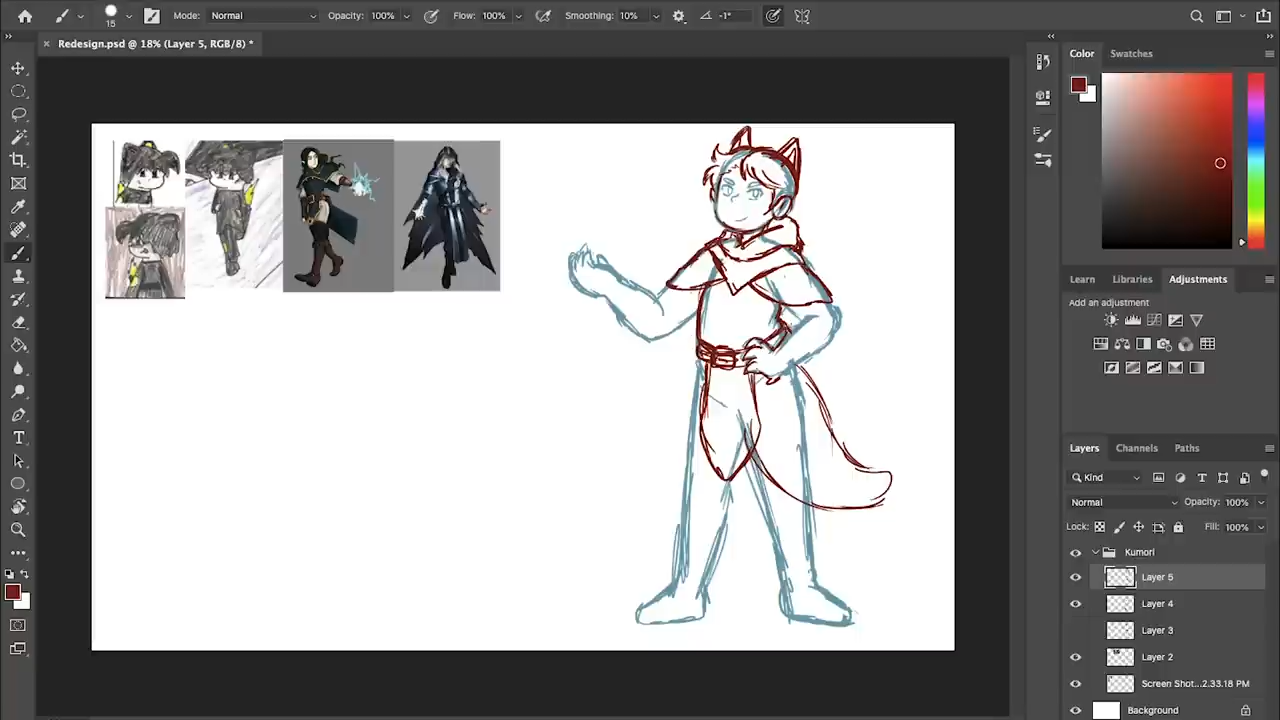 15
Mode: Normal
Opacity: 100%
Flow: 100%
Smoothing: 10%
-1°
Redesign.psd @ 18% (Layer 5, RGB/8) *
Color
Swatches
Learn
Libraries
Adjustments
Add an adjustment
Layers
Channels
Paths
Kind
Normal
Opacity: 100%
Lock:
Fill: 100%
Kumori
Layer 5
Layer 4
Layer 3
Layer 2
Screen Shot...2.33.18 PM
Background